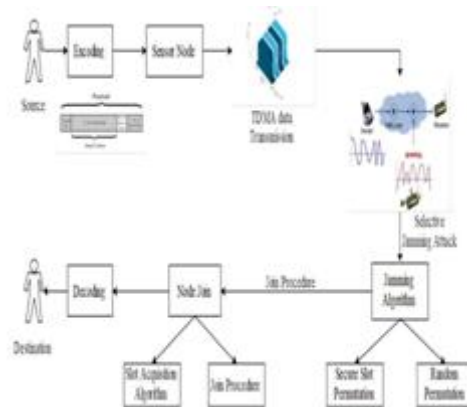 Encoding
Sensor Node
Source
TDMA data
Transmission
Selective
Jamming Attack
Decoding
Node Join
Join Procedure
Jamming
Algorithm
Destination
Slot Acquisition
Algorithm
Join Procedure
Secure Slot
Permutation
Random
Permutation